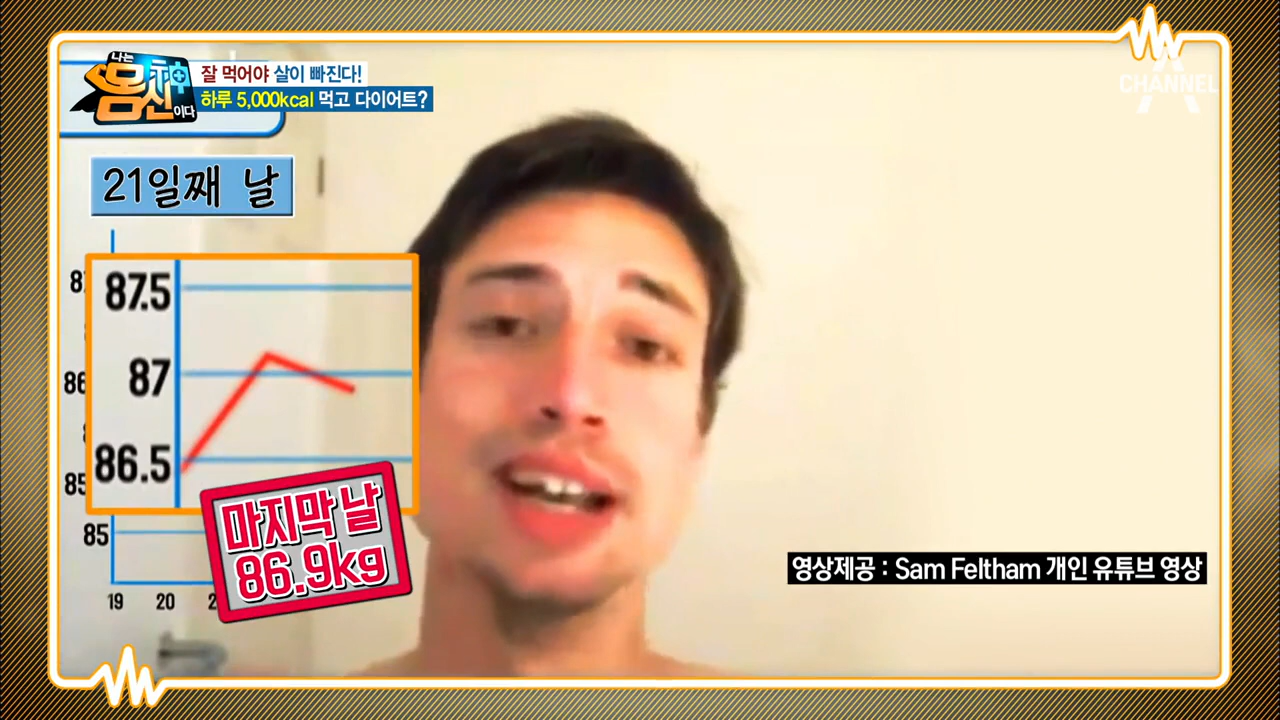 나는
몸神
신이다
잘 먹어야 살이 빠진다!
하루 5,000kcal 먹고 다이어트?
CHANNEL A
21일째 날
87.5
87
86.5
86
85
85
19 20 2
마지막 날
86.9kg
영상제공 : Sam Feltham 개인 유튜브 영상